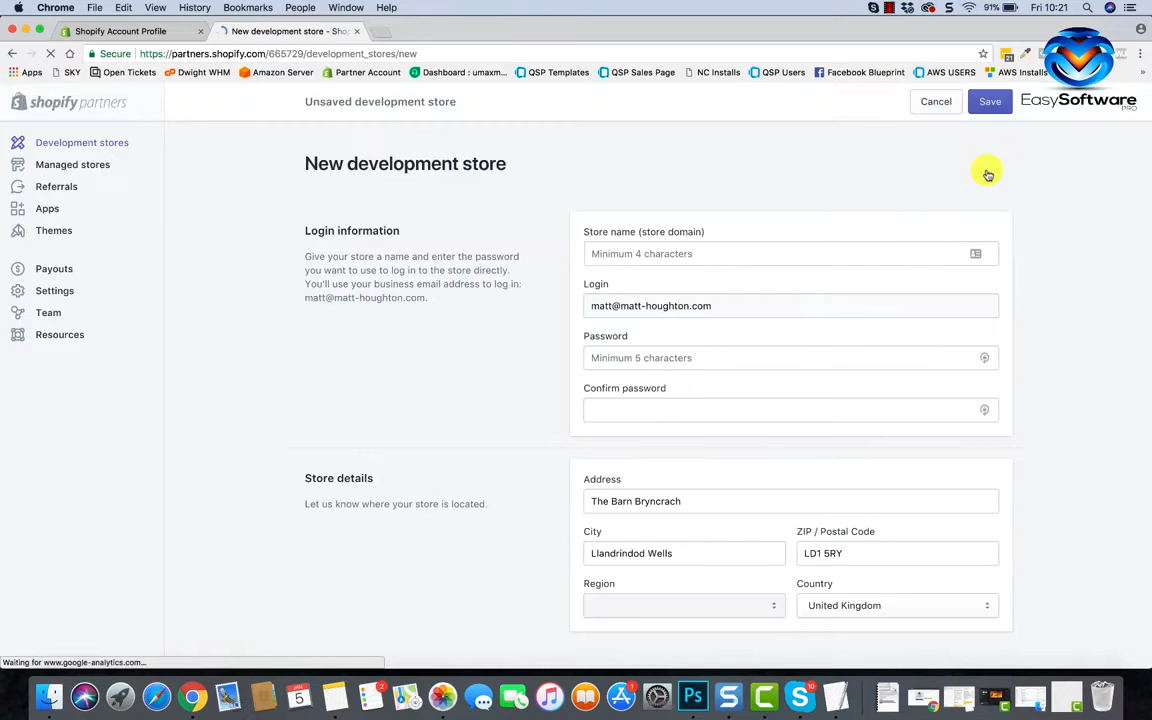 Chrome File Edit View History Bookmarks People Window Help 91% Fri 10:21
Shopify Account Profile New development store - Sho
Secure https://partners.shopify.com/665729/development_stores/new
Apps SKY Open Tickets Dwight WHM Amazon Server Partner Account Dashboard : umaxm... QSP Templates QSP Sales Page NC Installs QSP Users Facebook Blueprint AWS USERS AWS Installs
shopify partners Unsaved development store Cancel Save EasySoftware
PRO
Development stores
Managed stores
Referrals
Apps
Themes
Payouts
Settings
Team
Resources
New development store
Login information
Give your store a name and enter the password
you want to use to log in to the store directly.
You'll use your business email address to log in:
matt@matt-houghton.com.
Store name (store domain)
Minimum 4 characters
Login
matt@matt-houghton.com
Password
Minimum 5 characters
Confirm password
Store details
Let us know where your store is located.
Address
The Barn Bryncrach
City ZIP / Postal Code
Llandrindod Wells LD1 5RY
Region Country
United Kingdom
Waiting for www.google-analytics.com...